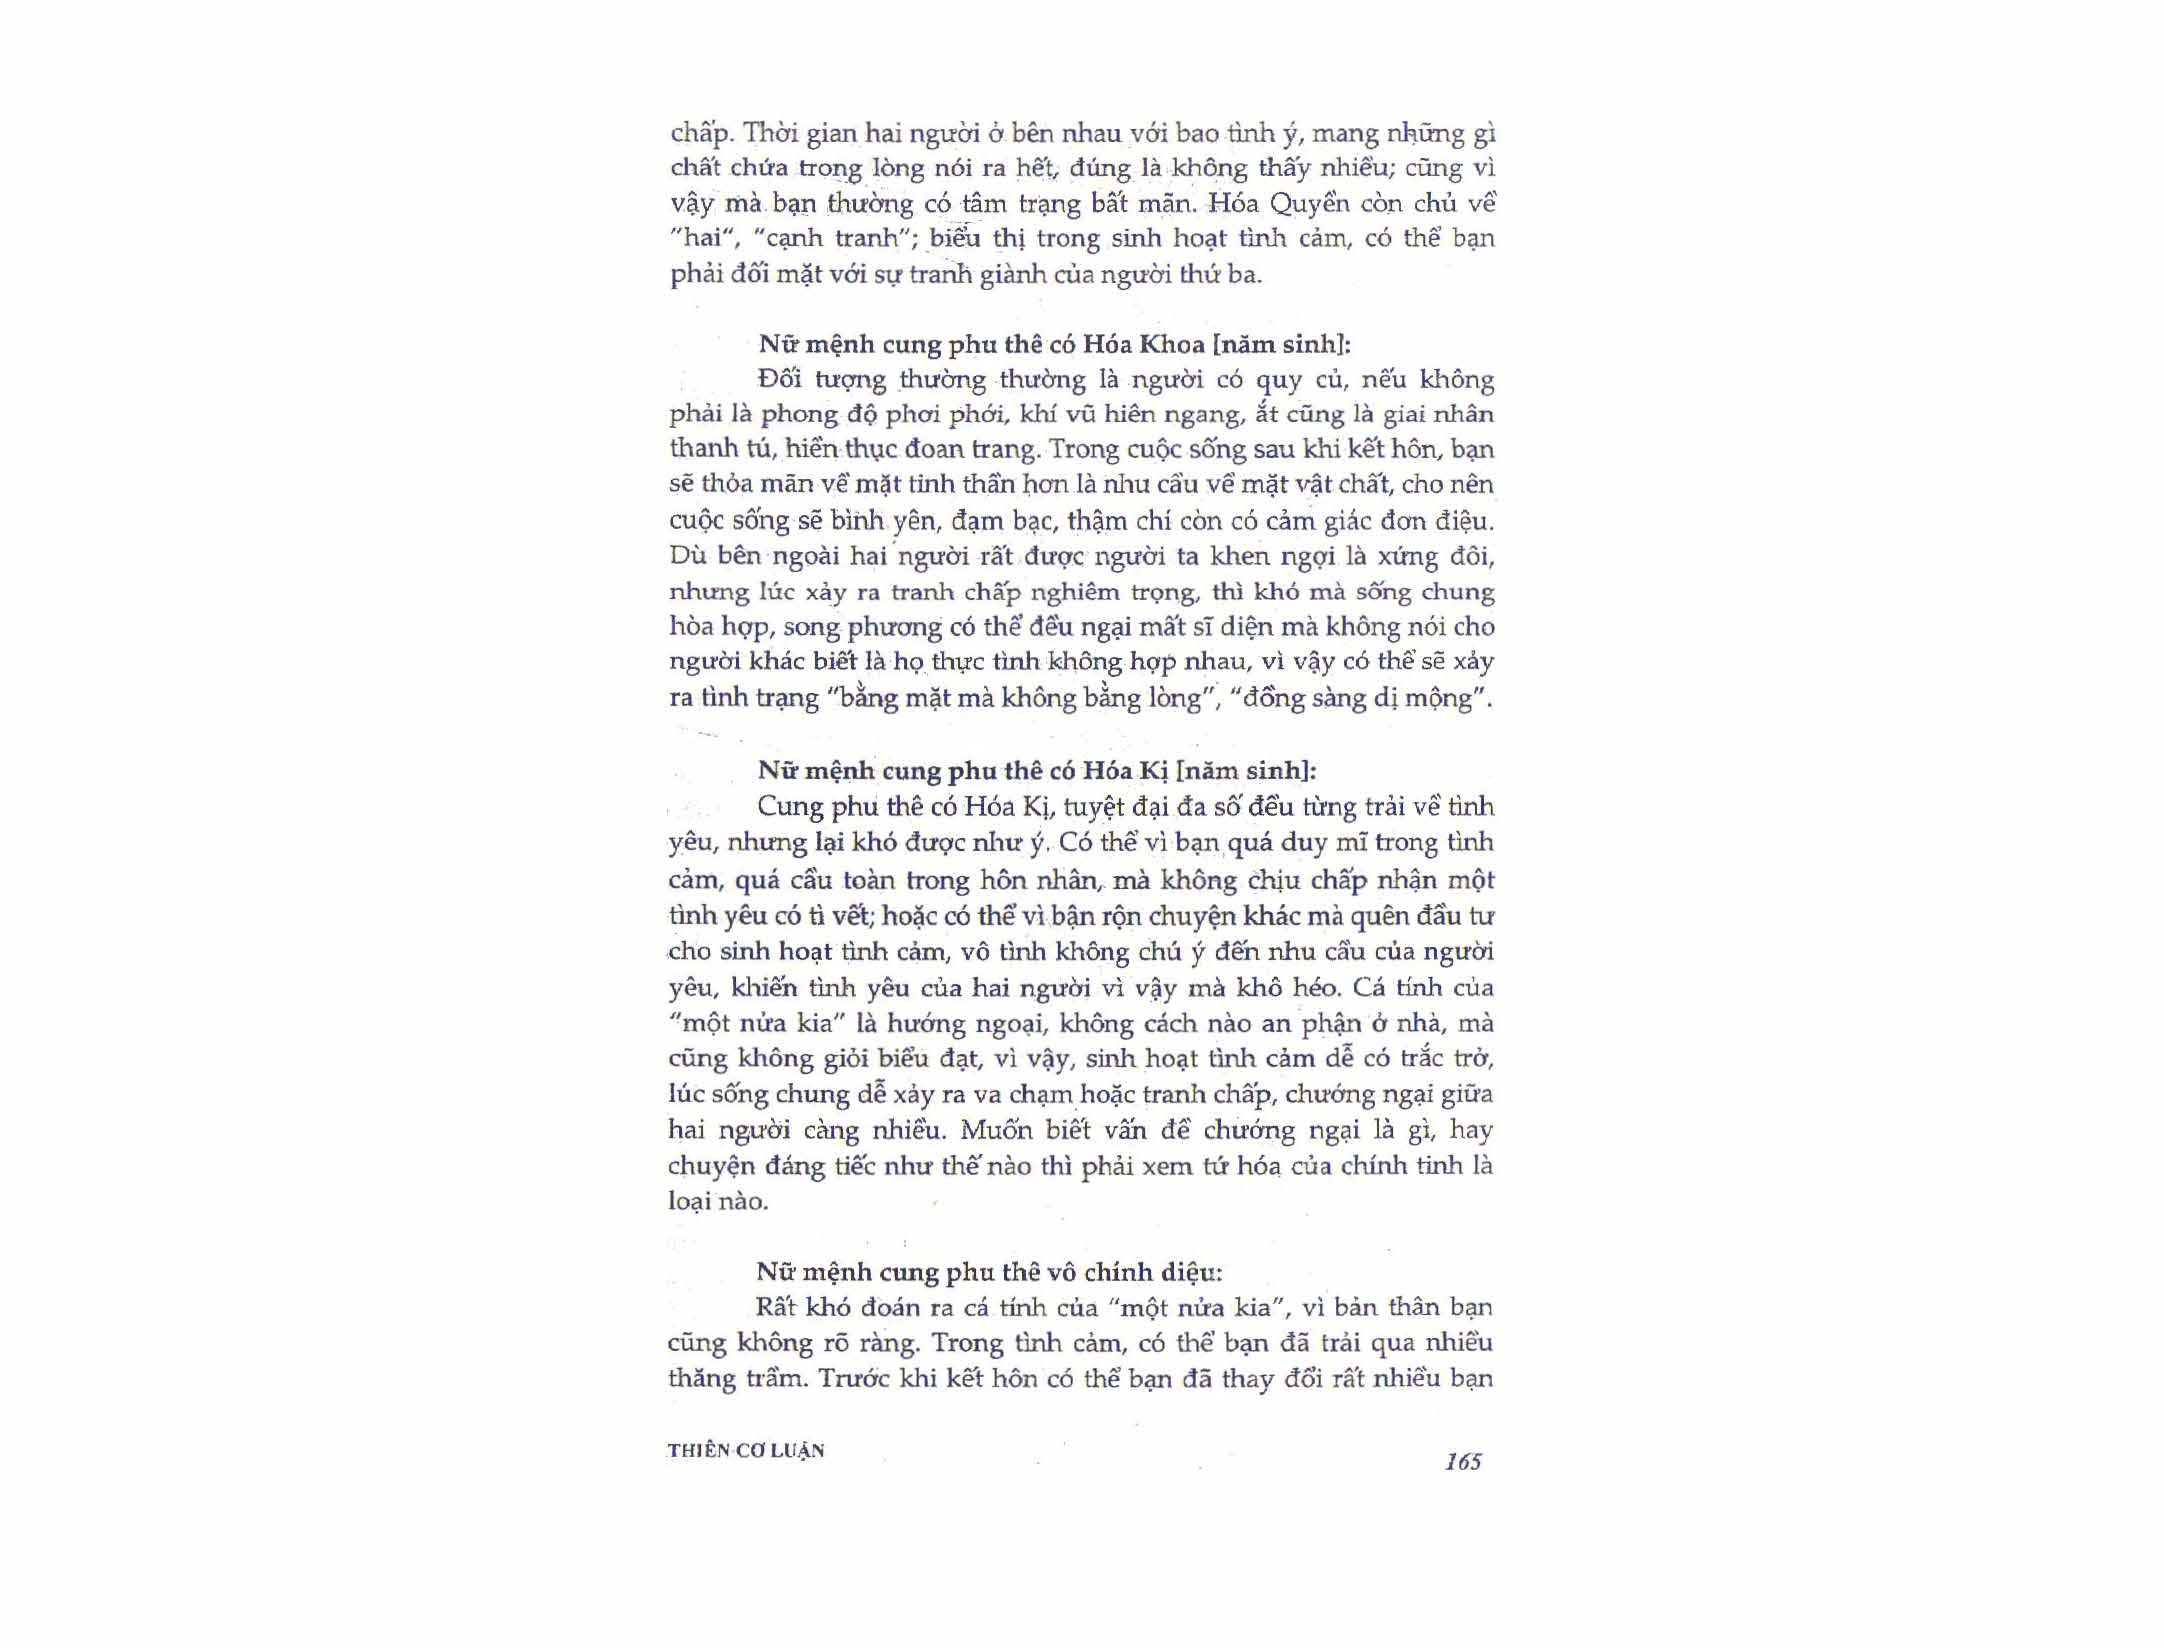 chấp. Thời gian hai người ở bên nhau với bao tình ý, mang những gì
chất chứa trong lòng nói ra hết, đúng là không thấy nhiều; cũng vì
vậy mà bạn thường có tâm trạng bất mãn. Hóa Quyền còn chủ về
"hai", "cạnh tranh"; biểu thị trong sinh hoạt tình cảm, có thể bạn
phải đối mặt với sự tranh giành của người thứ ba.
Nữ mệnh cung phu thê có Hóa Khoa [năm sinh]:
Đối tượng thường thường là người có quy củ, nếu không
phải là phong độ phơi phới, khí vũ hiên ngang, ắt cũng là giai nhân
thanh tú, hiền thục đoan trang. Trong cuộc sống sau khi kết hôn, bạn
sẽ thỏa mãn về mặt tinh thần hơn là nhu cầu về mặt vật chất, cho nên
cuộc sống sẽ bình yên, đạm bạc, thậm chí còn có cảm giác đơn điệu.
Dù bên ngoài hai người rất được người ta khen ngợi là xứng đôi,
nhưng lúc xảy ra tranh chấp nghiêm trọng, thì khó mà sống chung
hòa hợp, song phương có thể đều ngại mất sĩ diện mà không nói cho
người khác biết là họ thực tình không hợp nhau, vì vậy có thể sẽ xảy
ra tình trạng "bằng mặt mà không bằng lòng", "đồng sàng dị mộng".
Nữ mệnh cung phu thê có Hóa Kị [năm sinh]:
Cung phu thê có Hóa Kị, tuyệt đại đa số đều từng trải về tình
yêu, nhưng lại khó được như ý. Có thể vì bạn quá duy mĩ trong tình
cảm, quá cầu toàn trong hôn nhân, mà không chịu chấp nhận một
tình yêu có tì vết; hoặc có thể vì bận rộn chuyện khác mà quên đầu tư
cho sinh hoạt tình cảm, vô tình không chú ý đến nhu cầu của người
yêu, khiến tình yêu của hai người vì vậy mà khô héo. Cá tính của
"một nửa kia" là hướng ngoại, không cách nào an phận ở nhà, mà
cũng không giỏi biểu đạt, vì vậy, sinh hoạt tình cảm dễ có trắc trở,
lúc sống chung dễ xảy ra va chạm hoặc tranh chấp, chướng ngại giữa
hai người càng nhiều. Muốn biết vấn đề chướng ngại là gì, hay
chuyện đáng tiếc như thế nào thì phải xem tứ hóa của chính tinh là
loại nào.
Nữ mệnh cung phu thê vô chính diệu:
Rất khó đoán ra cá tính của "một nửa kia", vì bản thân bạn
cũng không rõ ràng. Trong tình cảm, có thể bạn đã trải qua nhiều
thăng trầm. Trước khi kết hôn có thể bạn đã thay đổi rất nhiều bạn
THIÊN CƠ LUẬN
165